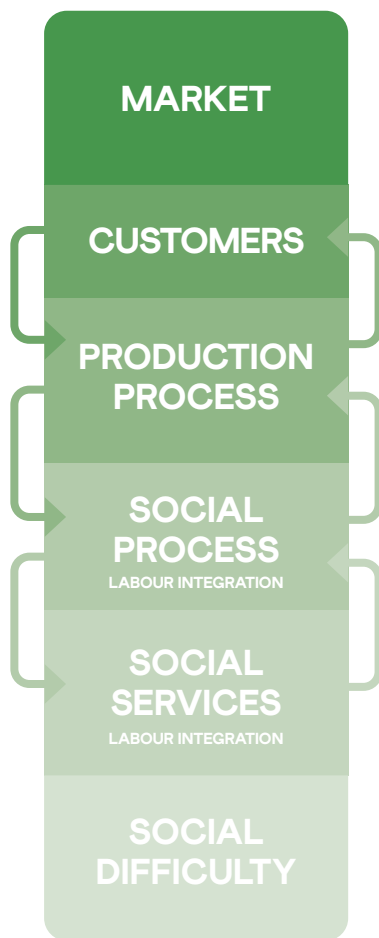 MARKET
CUSTOMERS
PRODUCTION
PROCESS
SOCIAL
PROCESS
LABOUR INTEGRATION
SOCIAL
SERVICES
LABOUR INTEGRATION
SOCIAL
DIFFICULTY